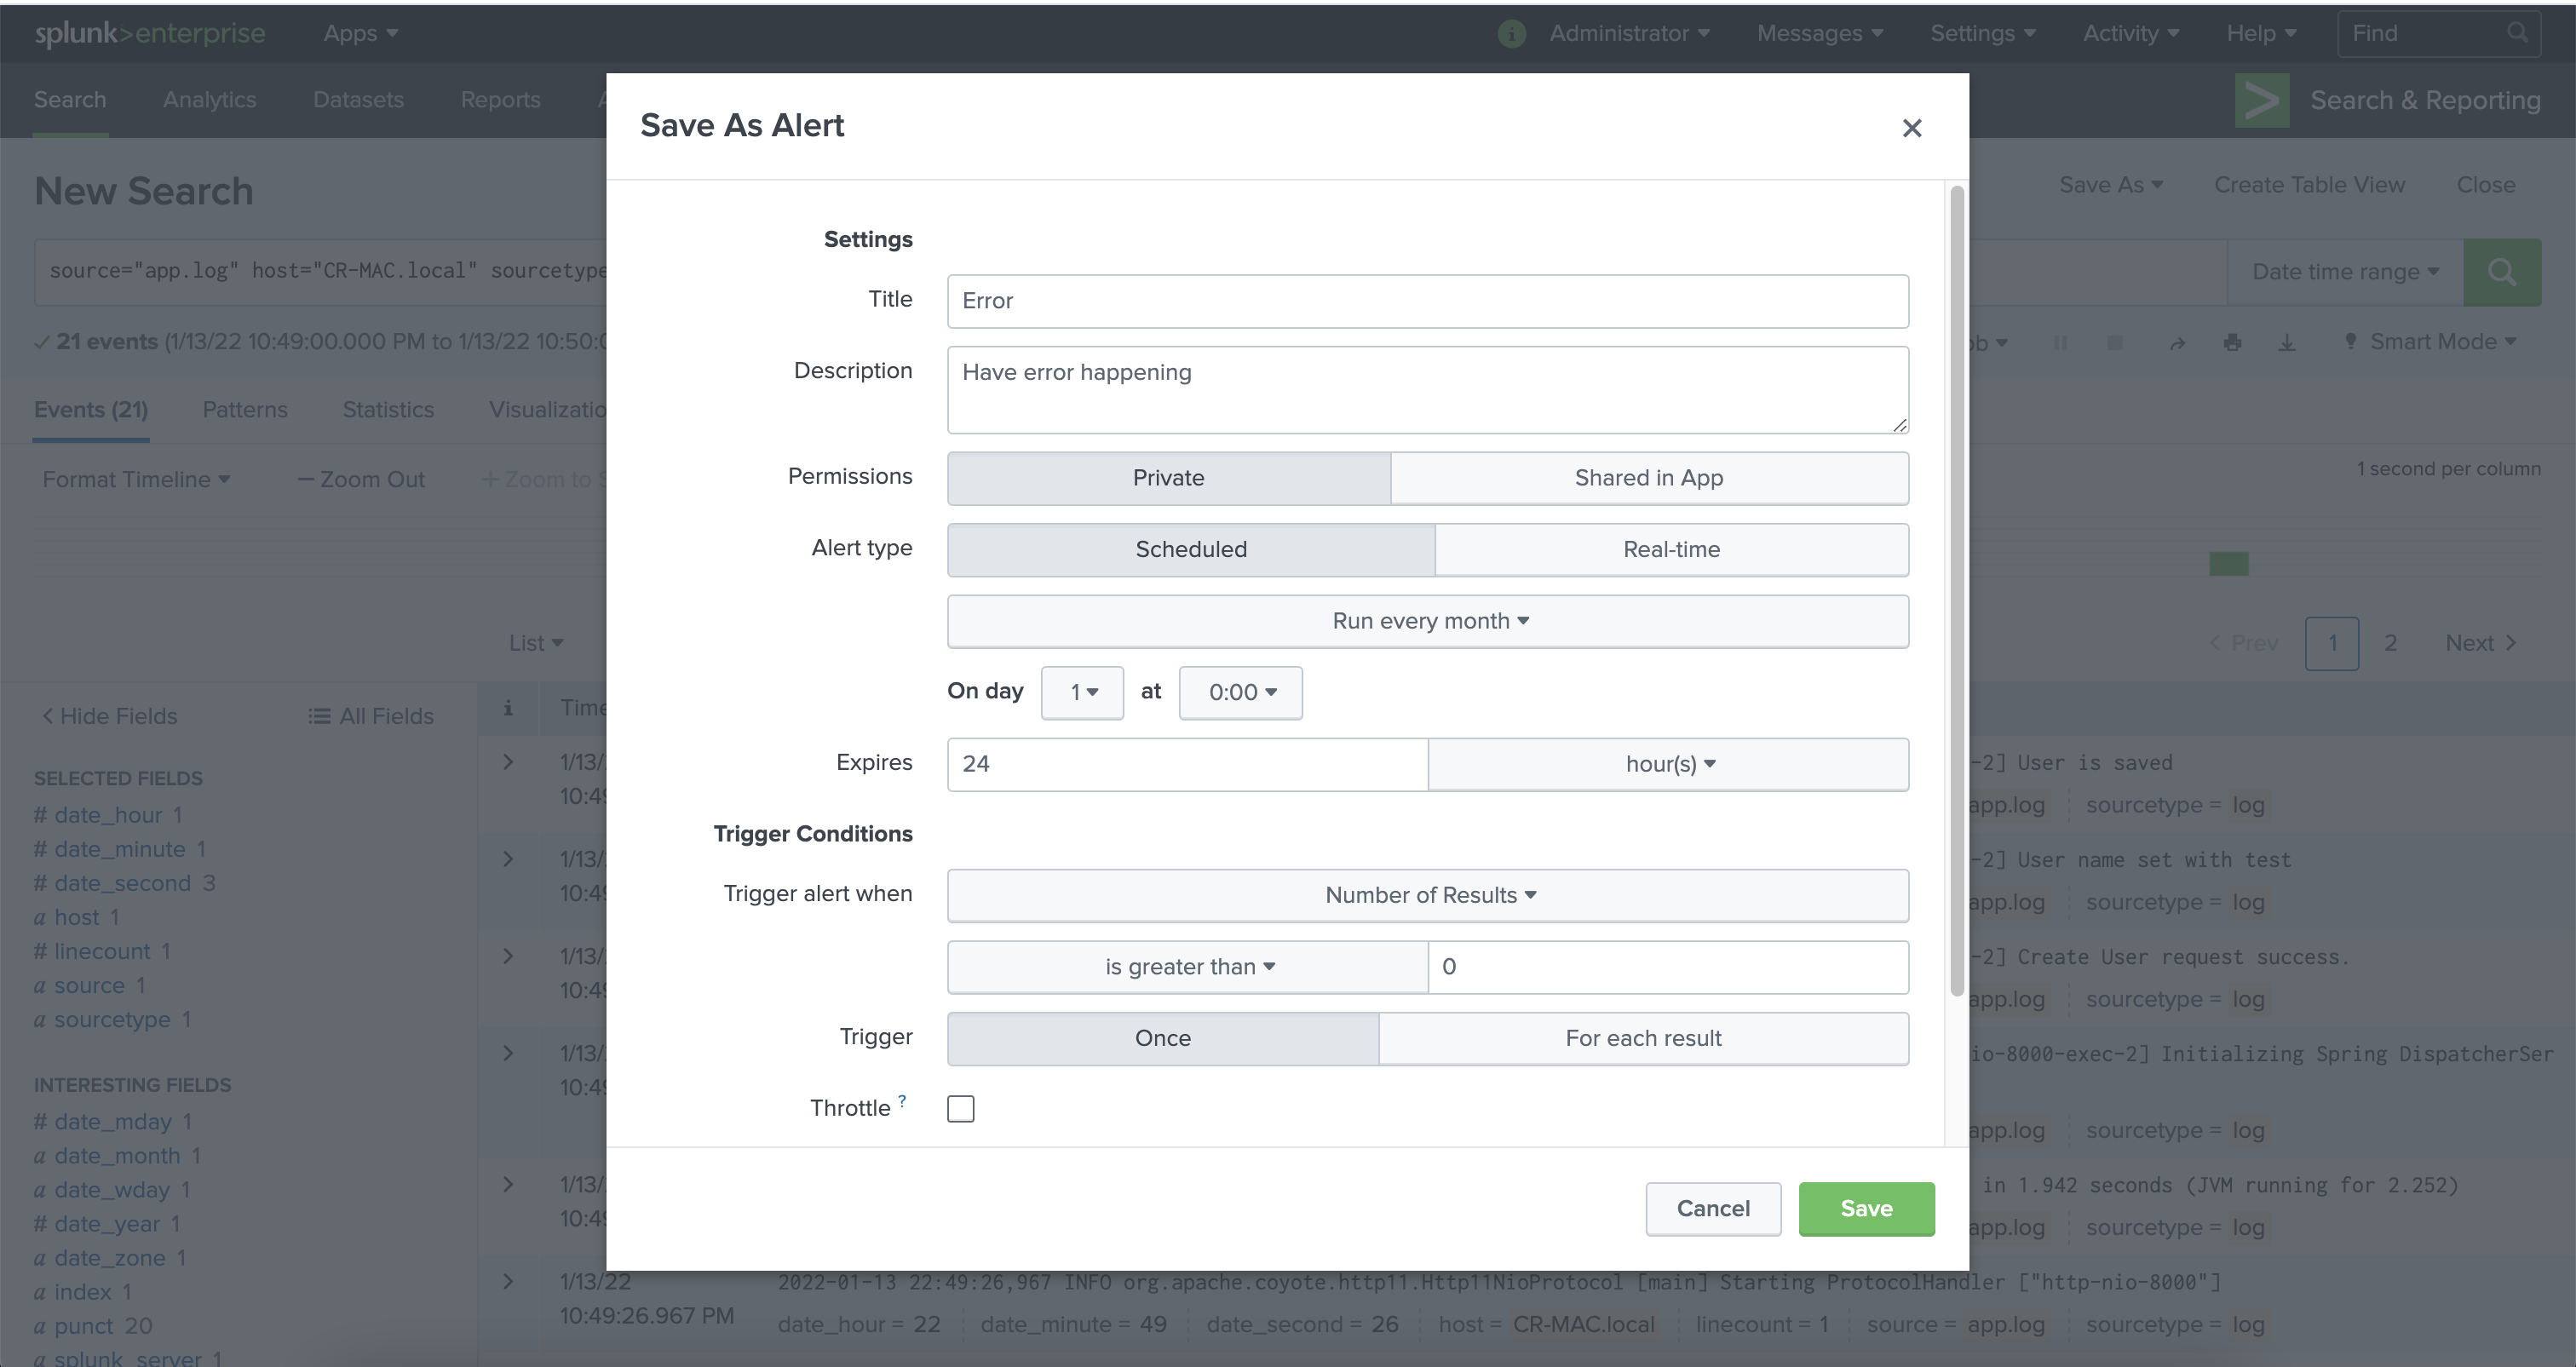 splunk>enterprise Apps i Administrator Messages Settings Activity Help Find
Search Analytics Datasets Reports Search & Reporting
Save As Alert
New Search Save As Create Table View Close
source="app.log" host="CR-MAC.local" sourcetype Date time range
21 events (1/13/22 10:49:00.000 PM to 1/13/22 10:50: Smart Mode
Events (21) Patterns Statistics Visualizatio
Format Timeline — Zoom Out + Zoom to S 1 second per column
List < Prev 1 2 Next >
< Hide Fields All Fields i Time
SELECTED FIELDS
# date_hour 1
# date_minute 1
# date_second 3
a host 1
# linecount 1
a source 1
a sourcetype 1
INTERESTING FIELDS
# date_mday 1
a date_month 1
a date_wday 1
# date_year 1
a date_zone 1
a index 1
a punct 20
a splunk_server 1
Settings
Title Error
Description Have error happening
Permissions Private Shared in App
Alert type Scheduled Real-time
Run every month
On day 1 at 0:00
Expires 24 hour(s)
Trigger Conditions
Trigger alert when Number of Results
is greater than 0
Trigger Once For each result
Throttle ?
Cancel Save
> 1/13/ -2] User is saved
10:49 app.log sourcetype = log
> 1/13/ -2] User name set with test
10:49 app.log sourcetype = log
> 1/13/ -2] Create User request success.
10:49 app.log sourcetype = log
> 1/13/ io-8000-exec-2] Initializing Spring DispatcherSer
10:49
app.log sourcetype = log
> 1/13/ in 1.942 seconds (JVM running for 2.252)
10:49 app.log sourcetype = log
> 1/13/22 2022-01-13 22:49:26,967 INFO org.apache.coyote.http11.Http11NioProtocol [main] Starting ProtocolHandler ["http-nio-8000"]
10:49:26.967 PM date_hour = 22 date_minute = 49 date_second = 26 host = CR-MAC.local linecount = 1 source = app.log sourcetype = log